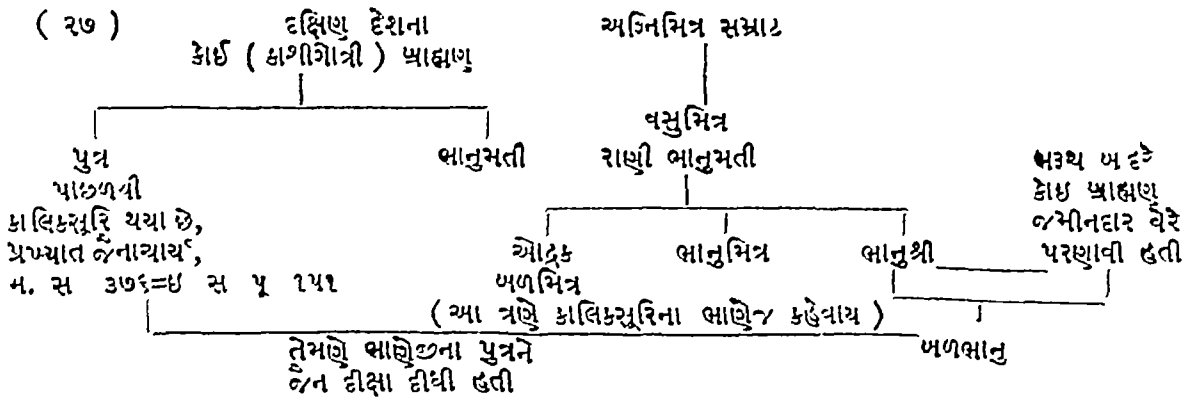 ( ૨૭ ) દક્ષિણ દેશના અગ્નિમિત્ર સમ્રાટ
કોઈ ( કાશીગોત્રી ) બ્રાહ્મણ
વસુમિત્ર
પુત્ર ભાનુમતી રાણી ભાનુમતી ભરૂચ બંદરે
પાછળથી કોઇ બ્રાહ્મણ
કાલિકસૂરિ થયા છે, જમીનદાર વેરે
પ્રખ્યાત જૈનાચાર્ય, ઓદ્રક ભાનુમિત્ર ભાનુશ્રી પરણાવી હતી
મ. સ ૩૭૬=ઇ સ પૂ ૧૫૧ બળમિત્ર
( આ ત્રણે કાલિકસૂરિના ભાણેજ કહેવાય )
તેમણે ભાણેજીના પુત્રને બળભાનુ
જૈન દીક્ષા દીધી હતી